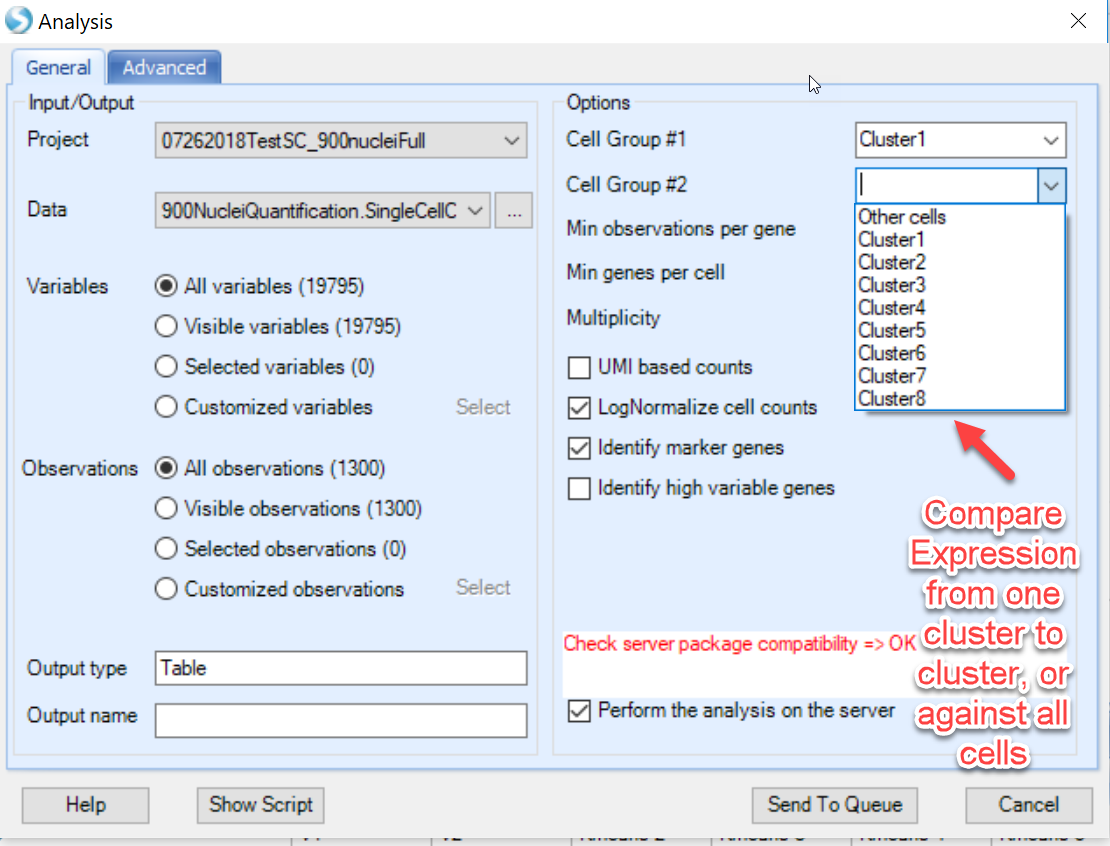 Analysis
General
Advanced
Input/Output
Project
07262018TestSC_900nucleiFull
Data
900NucleiQuantification.SingleCellC
...
Variables
All variables (19795)
Visible variables (19795)
Selected variables (0)
Customized variables
Select
Observations
All observations (1300)
Visible observations (1300)
Selected observations (0)
Customized observations
Select
Output type
Table
Output name
Options
Cell Group #1
Cluster1
Cell Group #2
Other cells
Cluster1
Cluster2
Cluster3
Cluster4
Cluster5
Cluster6
Cluster7
Cluster8
Min observations per gene
Min genes per cell
Multiplicity
UMI based counts
LogNormalize cell counts
Identify marker genes
Identify high variable genes
Compare
Expression
from one
cluster to
cluster, or
against all
cells
Check server package compatibility => OK
Perform the analysis on the server
Help
Show Script
Send To Queue
Cancel